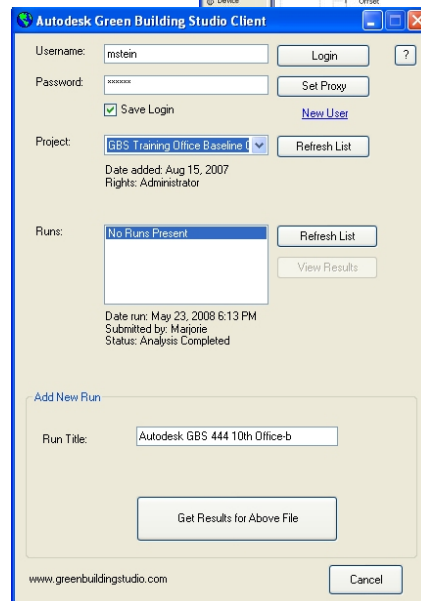 Device
Offset
Autodesk Green Building Studio Client
Username:
mstein
Login
?
Password:
xxxxxx
Set Proxy
Save Login
New User
Project:
GBS Training Office Baseline
Refresh List
Date added: Aug 15, 2007
Rights: Administrator
Runs:
No Runs Present
Refresh List
View Results
Date run: May 23, 2008 6:13 PM
Submitted by: Marjorie
Status: Analysis Completed
Add New Run
Run Title:
Autodesk GBS 444 10th Office-b
Get Results for Above File
www.greenbuildingstudio.com
Cancel